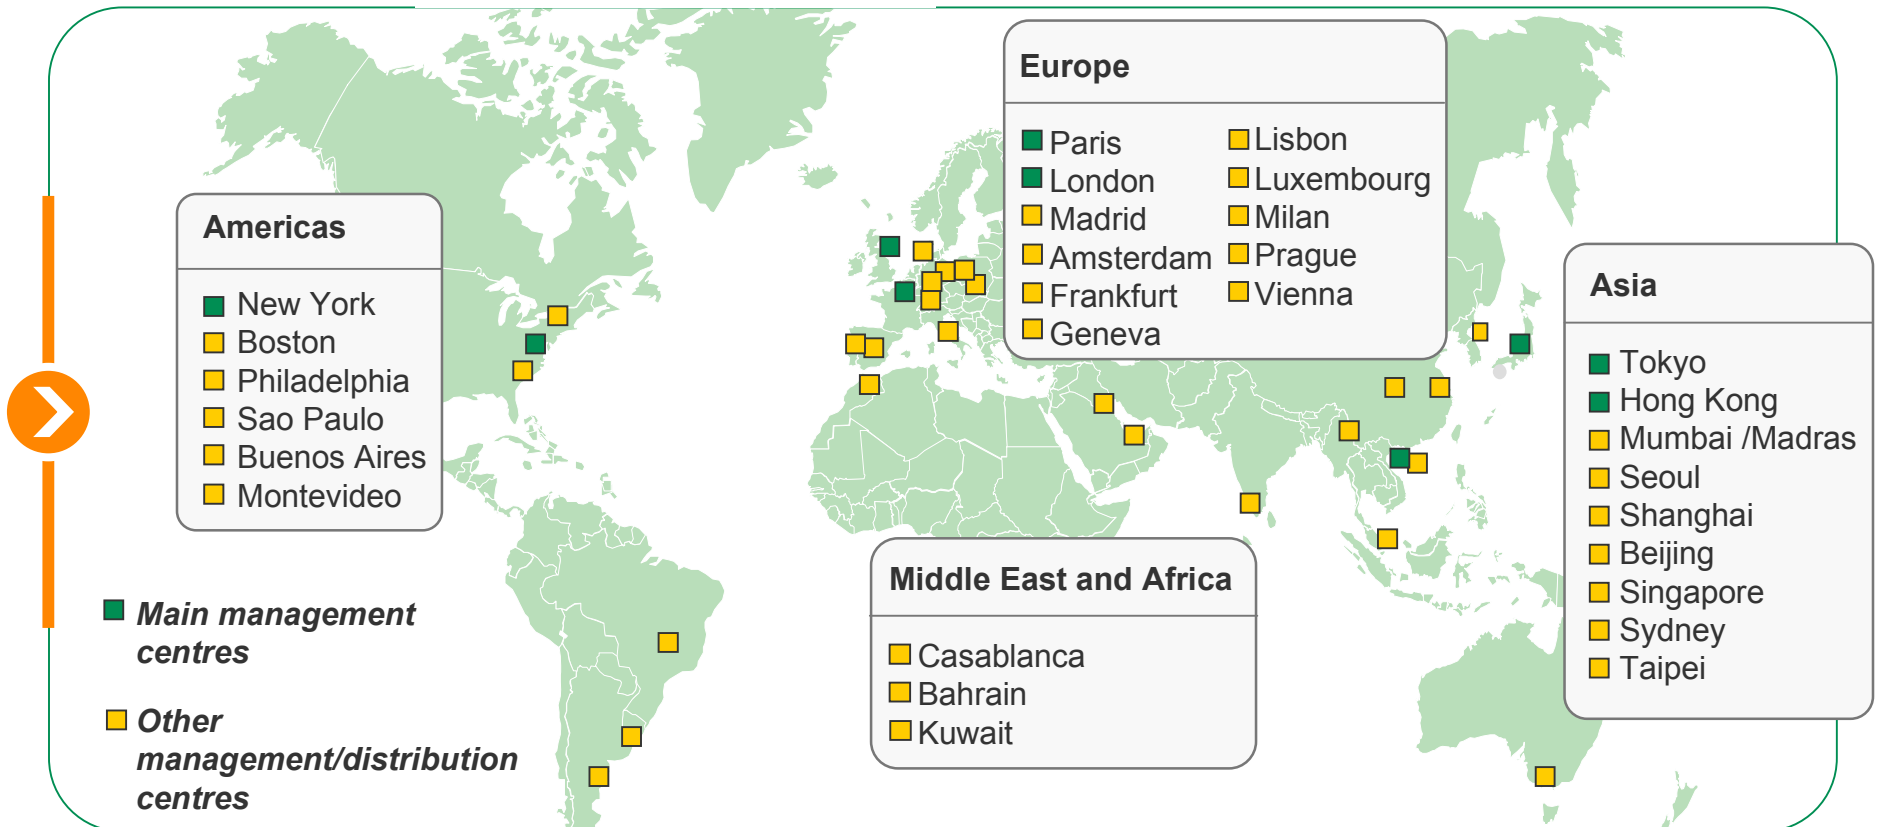 Europe
Paris
London
Madrid
Amsterdam
Frankfurt
Geneva
Lisbon
Luxembourg
Milan
Prague
Vienna
Americas
New York
Boston
Philadelphia
Sao Paulo
Buenos Aires
Montevideo
Asia
Tokyo
Hong Kong
Mumbai /Madras
Seoul
Shanghai
Beijing
Singapore
Sydney
Taipei
Middle East and Africa
Casablanca
Bahrain
Kuwait
Main management
centres
Other
management/distribution
centres